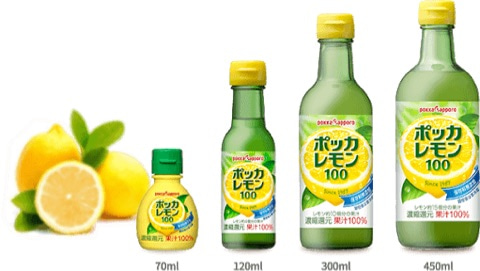 pokka sapporo
ポッカ
レモン
100
濃縮還元 果汁100%
pokka sapporo
ポッカ
レモン
100
濃縮還元 果汁100%
pokka sapporo
ポッカ
レモン
100
Since 1957
濃縮還元 果汁100%
pokka sapporo
ポッカ
レモン
100
Since 1957
濃縮還元 果汁100%
70ml
120ml
300ml
450ml